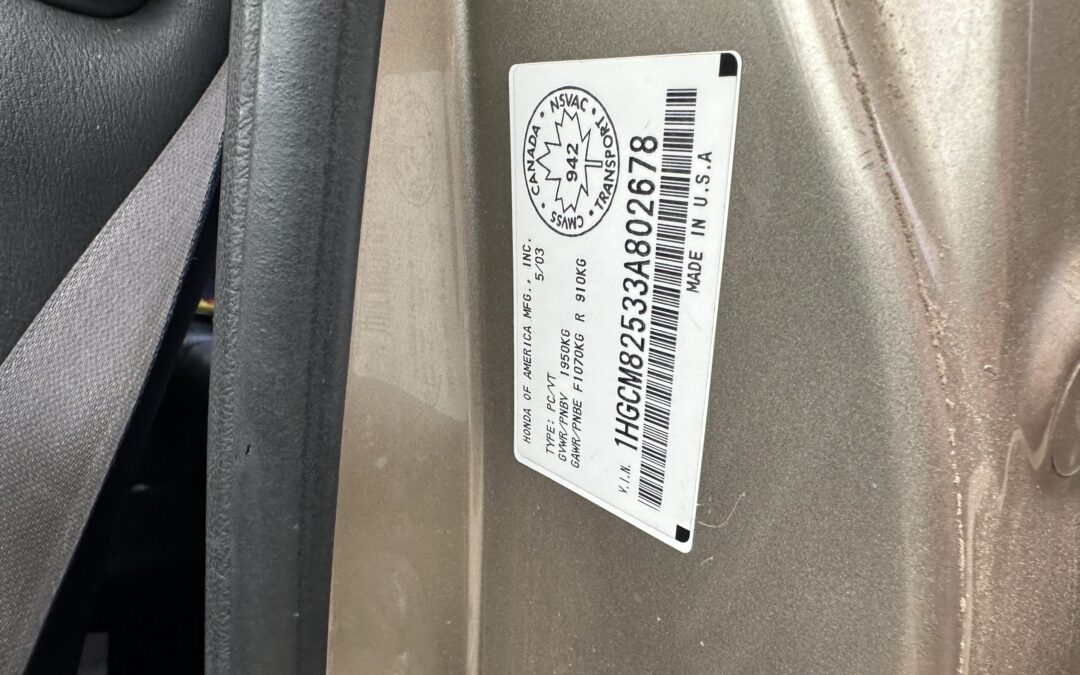 HONDA OF AMERICA MFG., INC.
5/03
TYPE: PC/VT
GVWR/PNBV 1950KG
GAWR/PNBE F1070KG R 910KG
V.I.N. 1HGCM82533A802678
MADE IN U.S.A
CANADA • NSVAC • TRANSPORT • CMVSS •
942